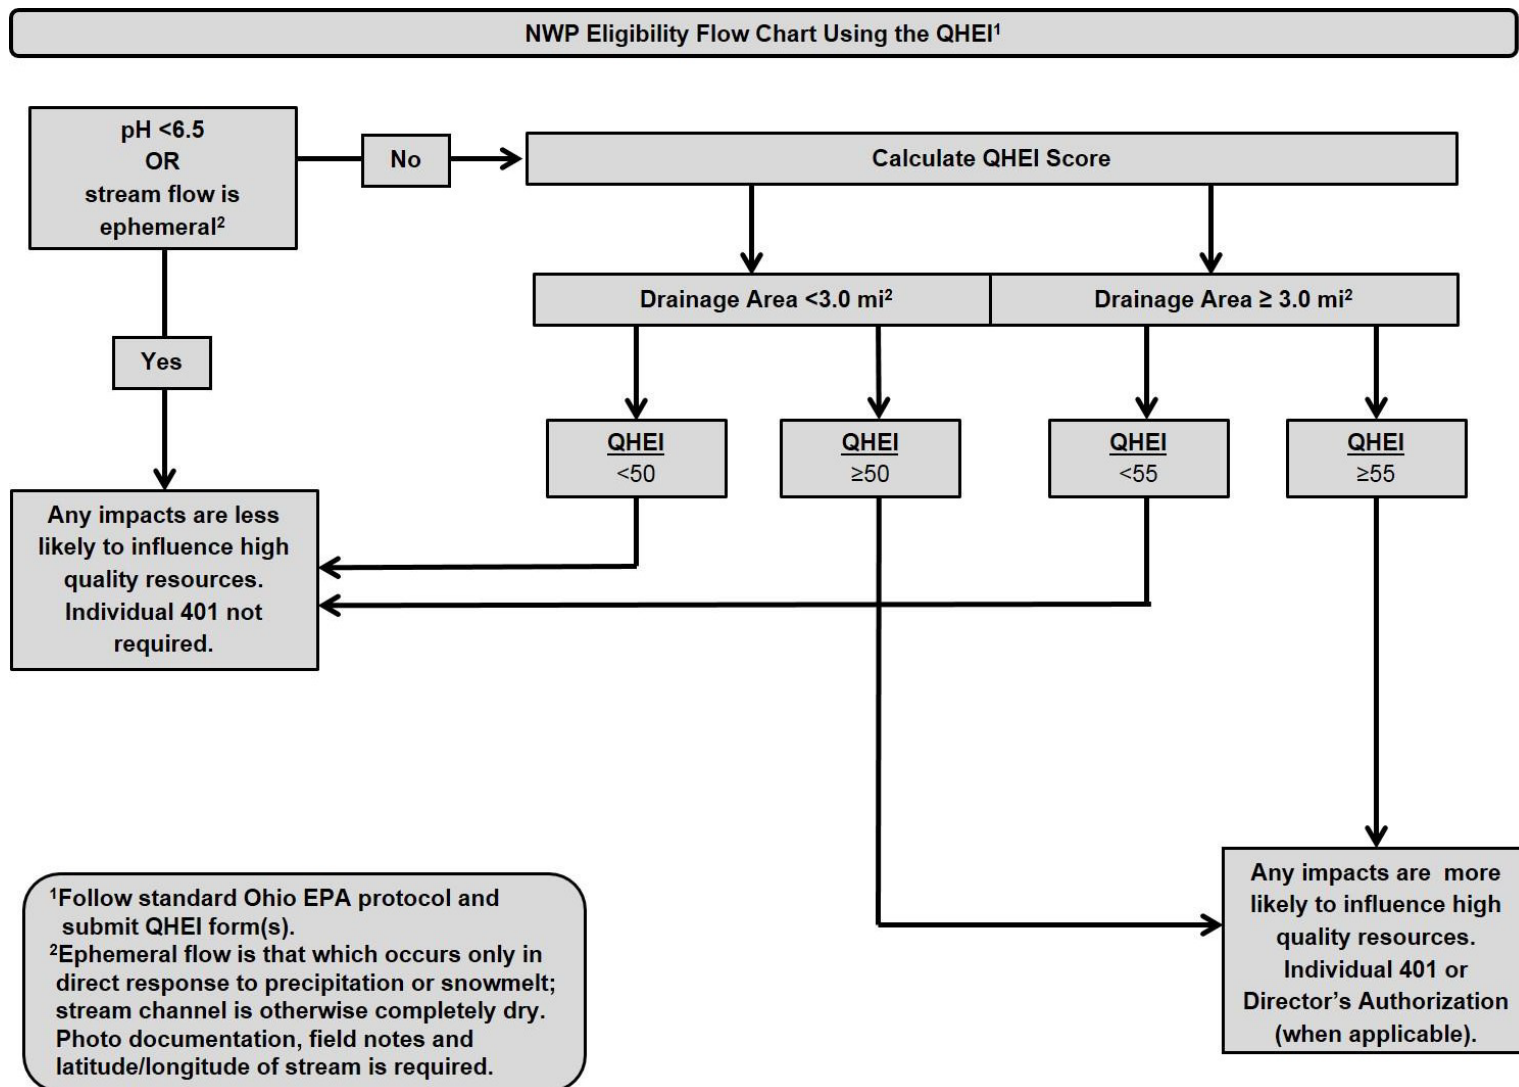 NWP Eligibility Flow Chart Using the QHEI¹
pH <6.5
OR
stream flow is
ephemeral²
No
Calculate QHEI Score
Drainage Area <3.0 mi²
Drainage Area ≥ 3.0 mi²
Yes
QHEI
<50
QHEI
≥50
QHEI
<55
QHEI
≥55
Any impacts are less
likely to influence high
quality resources.
Individual 401 not
required.
Any impacts are more
likely to influence high
quality resources.
Individual 401 or
Director’s Authorization
(when applicable).
¹Follow standard Ohio EPA protocol and
submit QHEI form(s).
²Ephemeral flow is that which occurs only in
direct response to precipitation or snowmelt;
stream channel is otherwise completely dry.
Photo documentation, field notes and
latitude/longitude of stream is required.